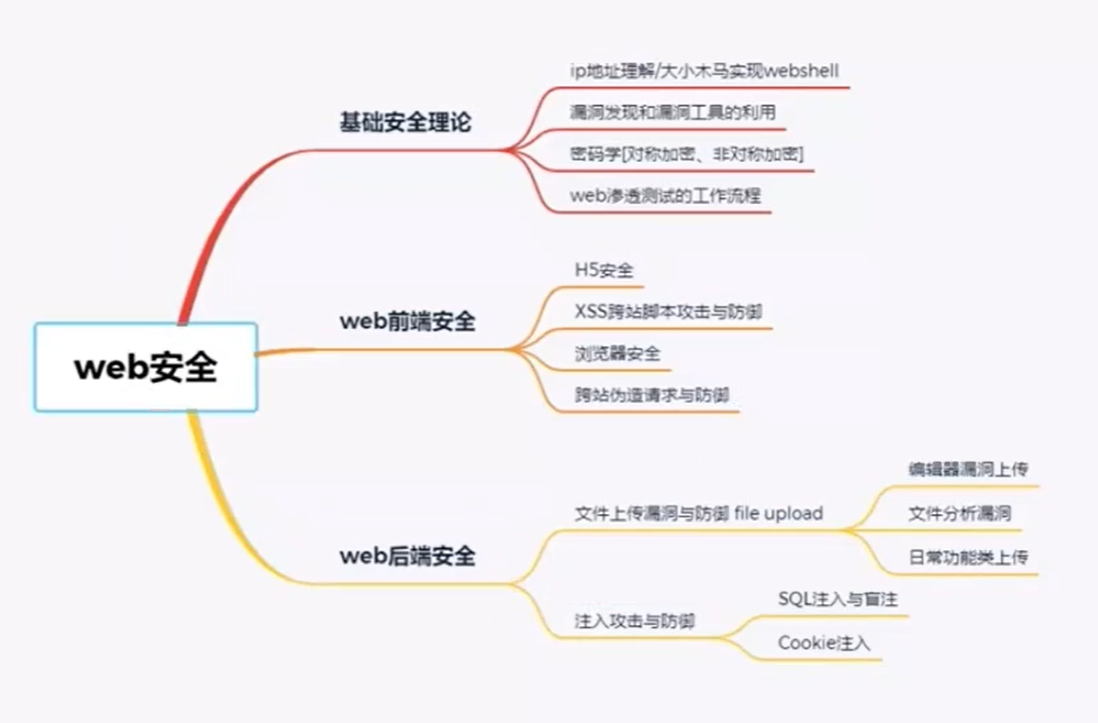 web安全
基础安全理论
ip地址理解/大小木马实现webshell
漏洞发现和漏洞工具的利用
密码学[对称加密、非对称加密]
web渗透测试的工作流程
web前端安全
H5安全
XSS跨站脚本攻击与防御
浏览器安全
跨站伪造请求与防御
web后端安全
文件上传漏洞与防御 file upload
编辑器漏洞上传
文件分析漏洞
日常功能类上传
注入攻击与防御
SQL注入与盲注
Cookie注入